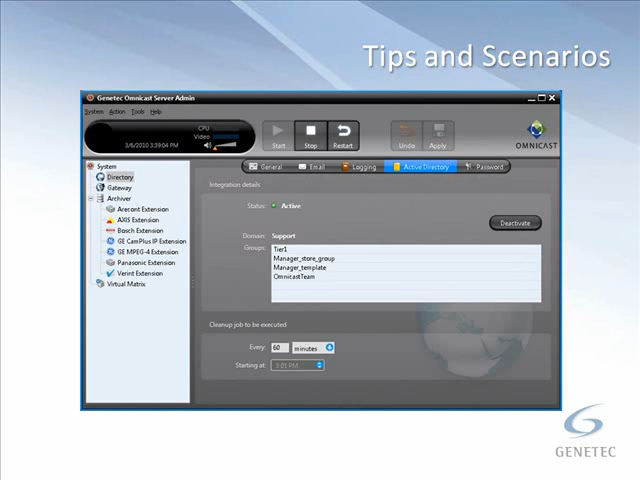 Tips and Scenarios
Genetec Omnicast Server Admin
System Action Tools Help
CPU
Video
3/6/2010 3:39:04 PM
Start Stop Restart Undo Apply
OMNICAST
General Email Logging Active Directory Password
System
Directory
Gateway
Archiver
Arecont Extension
AXIS Extension
Bosch Extension
GE CamPlus IP Extension
GE MPEG-4 Extension
Panasonic Extension
Verint Extension
Virtual Matrix
Integration details
Status: Active
Deactivate
Domain: Support
Groups: Tier1
Manager_store_group
Manager_template
OmnicastTeam
Cleanup job to be executed
Every: 60 minutes
Starting at: 3:01 PM
GENETEC